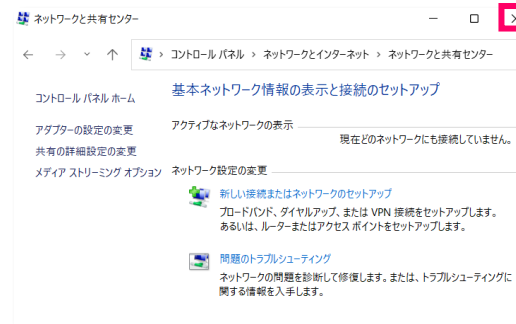 ネットワークと共有センター
コントロール パネル > ネットワークとインターネット > ネットワークと共有センター
コントロール パネル ホーム
アダプターの設定の変更
共有の詳細設定の変更
メディア ストリーミング オプション
基本ネットワーク情報の表示と接続のセットアップ
アクティブなネットワークの表示
現在どのネットワークにも接続していません。
ネットワーク設定の変更
新しい接続またはネットワークのセットアップ
ブロードバンド、ダイヤルアップ、または VPN 接続をセットアップします。
あるいは、ルーターまたはアクセス ポイントをセットアップします。
問題のトラブルシューティング
ネットワークの問題を診断して修復します。または、トラブルシューティングに
関する情報を入手します。